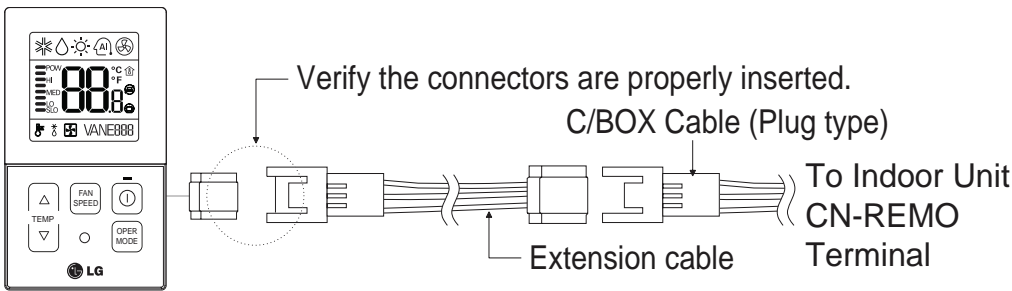 Verify the connectors are properly inserted.
C/BOX Cable (Plug type)
To Indoor Unit
CN-REMO
Terminal
Extension cable
AI
POW
HI
MED
LO
SLO
88.8
°C
°F
VANE888
TEMP
FAN
SPEED
OPER
MODE
LG